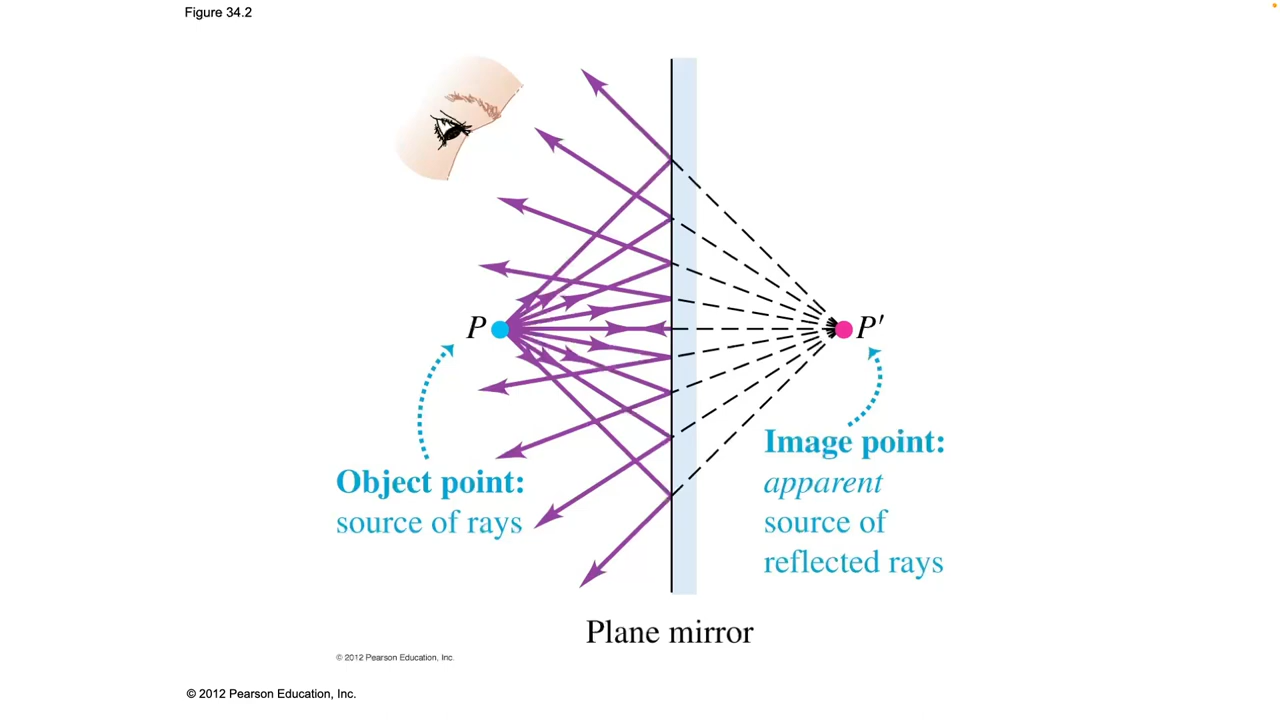 Figure 34.2
P
P′
Image point:
apparent
source of
reflected rays
Object point:
source of rays
Plane mirror
© 2012 Pearson Education, Inc.
© 2012 Pearson Education, Inc.